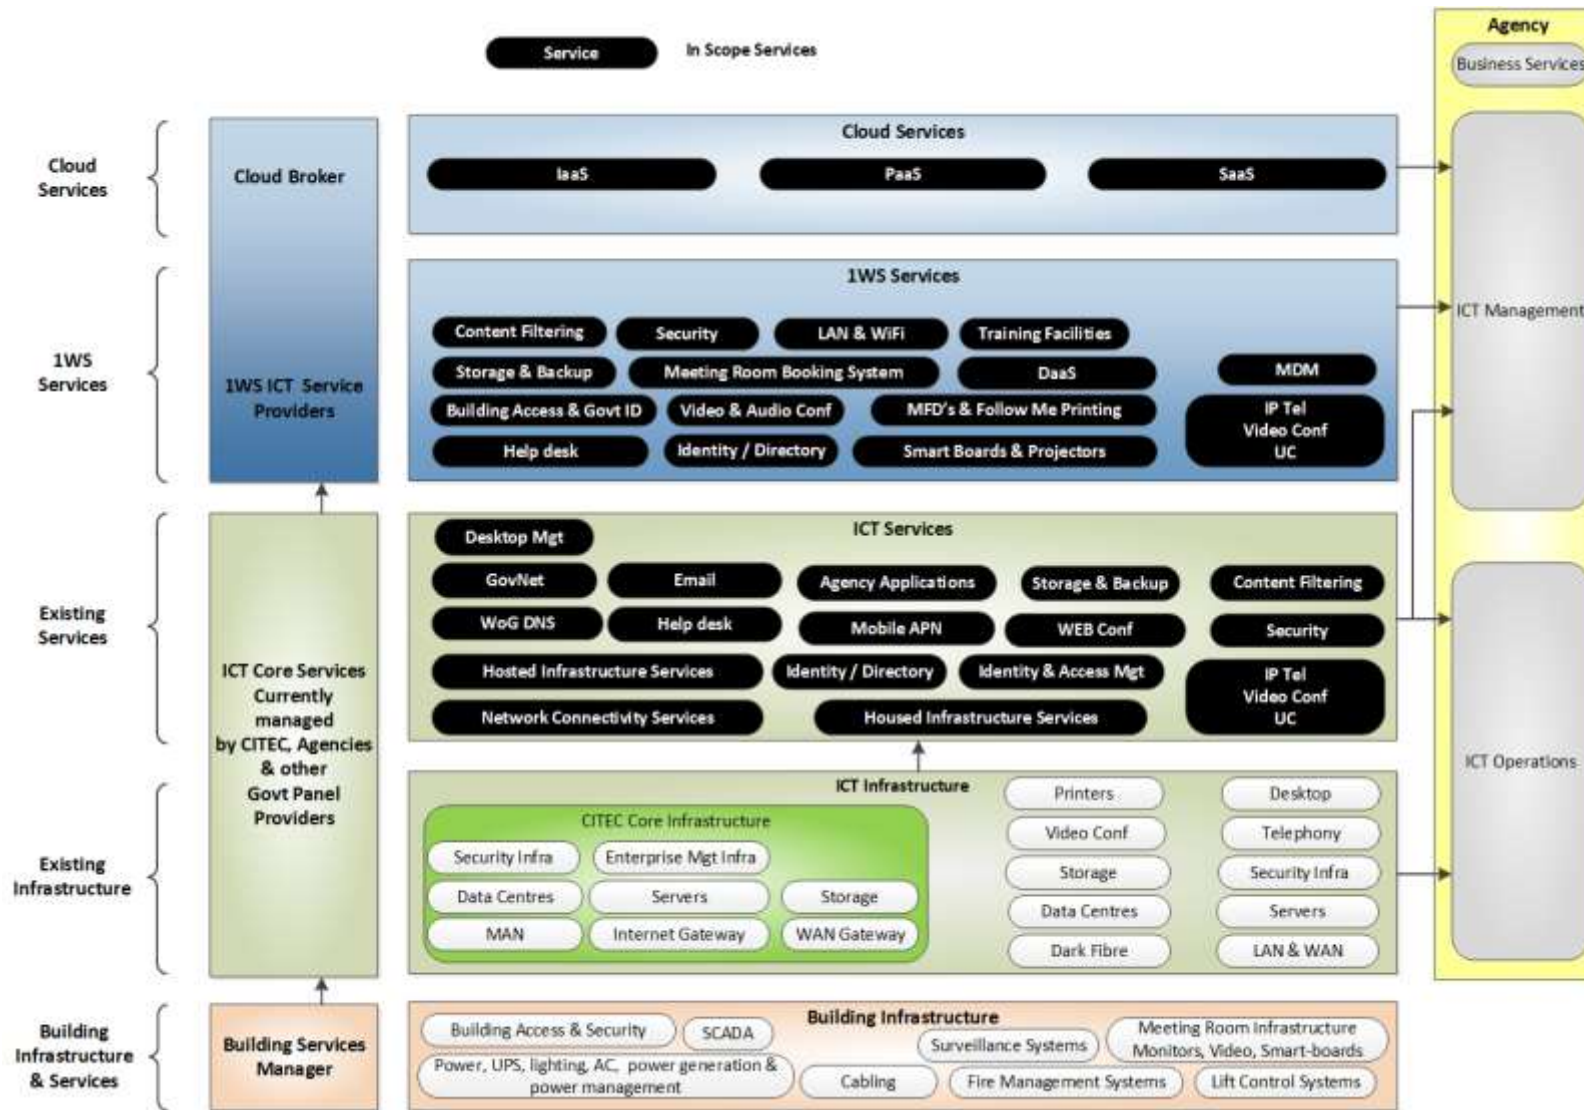 Service
In Scope Services
Agency
Business Services
Cloud
Services
Cloud Broker
Cloud Services
IaaS
PaaS
SaaS
1WS
Services
1WS ICT Service
Providers
1WS Services
Content Filtering
Security
LAN & WiFi
Training Facilities
Storage & Backup
Meeting Room Booking System
DaaS
MDM
Building Access & Govt ID
Video & Audio Conf
MFD's & Follow Me Printing
IP Tel
Video Conf
UC
Help desk
Identity / Directory
Smart Boards & Projectors
ICT Management
Existing
Services
ICT Core Services
Currently
managed
by CITEC, Agencies
& other
Govt Panel
Providers
ICT Services
Desktop Mgt
GovNet
Email
Agency Applications
Storage & Backup
Content Filtering
WoG DNS
Help desk
Mobile APN
WEB Conf
Security
Hosted Infrastructure Services
Identity / Directory
Identity & Access Mgt
IP Tel
Video Conf
UC
Network Connectivity Services
Housed Infrastructure Services
ICT Operations
Existing
Infrastructure
ICT Infrastructure
CITEC Core Infrastructure
Security Infra
Enterprise Mgt Infra
Data Centres
Servers
Storage
MAN
Internet Gateway
WAN Gateway
Printers
Desktop
Video Conf
Telephony
Storage
Security Infra
Data Centres
Servers
Dark Fibre
LAN & WAN
Building
Infrastructure
& Services
Building Services
Manager
Building Infrastructure
Building Access & Security
SCADA
Surveillance Systems
Meeting Room Infrastructure
Monitors, Video, Smart-boards
Power, UPS, lighting, AC, power generation &
power management
Cabling
Fire Management Systems
Lift Control Systems